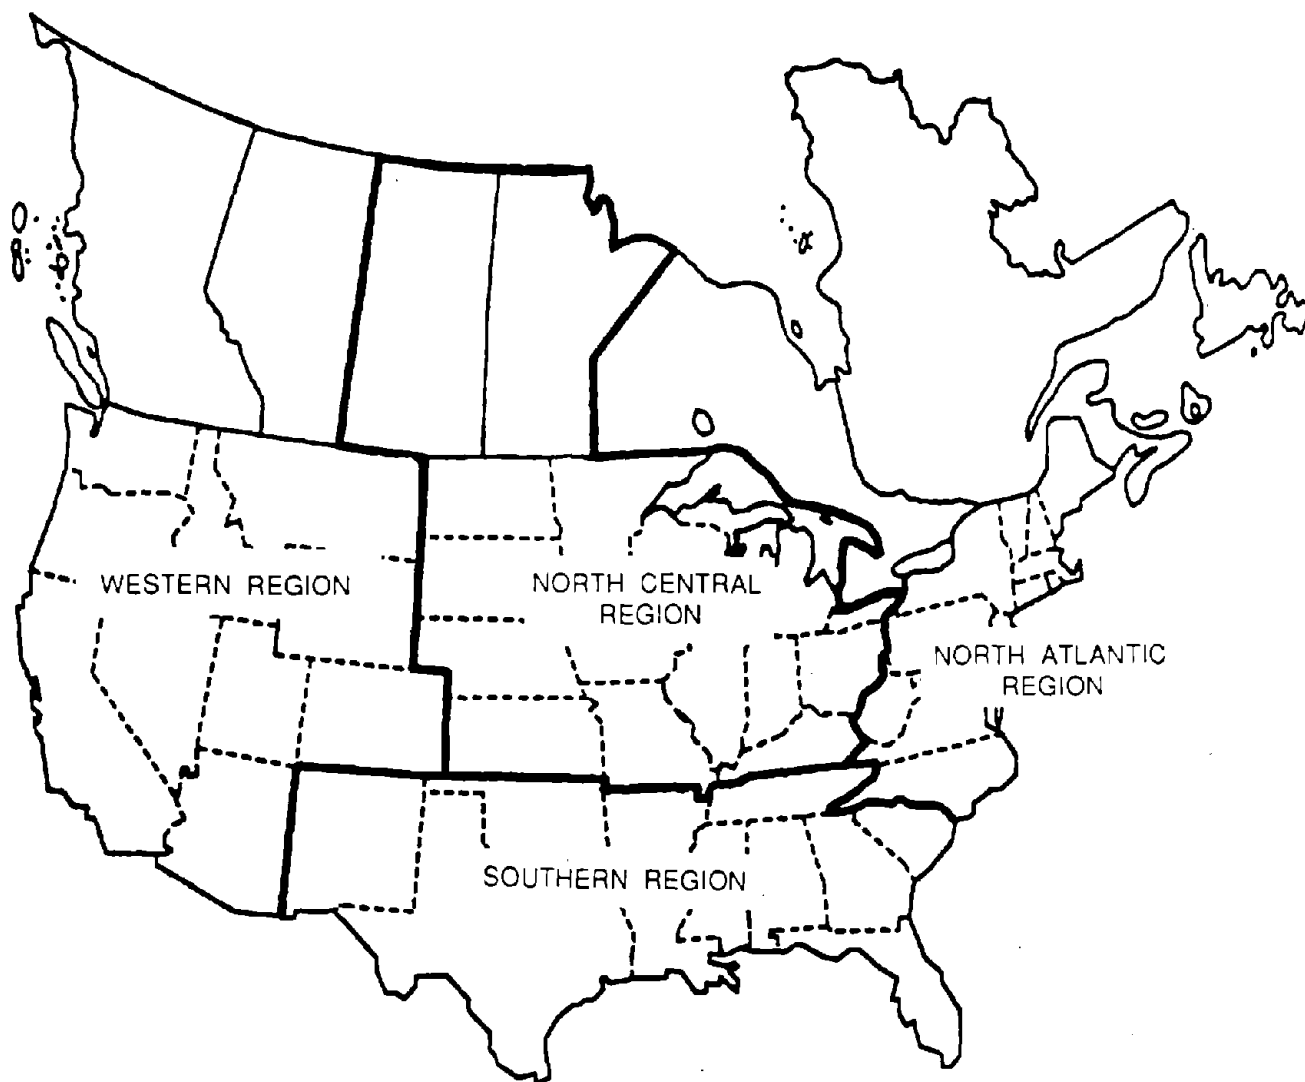 WESTERN REGION
NORTH CENTRAL
REGION
NORTH ATLANTIC
REGION
SOUTHERN REGION